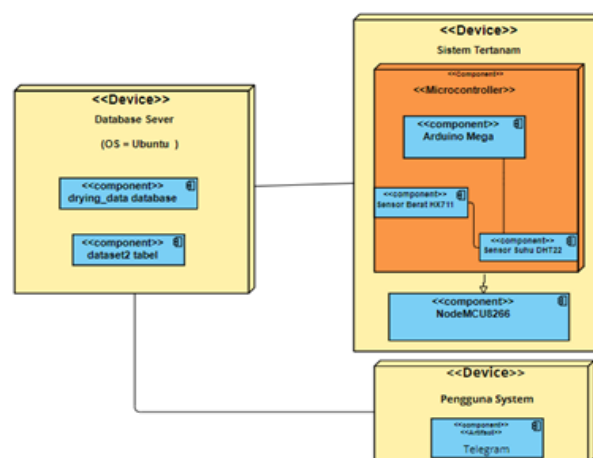 <<Device>>
Database Sever
(OS = Ubuntu )
<<component>>
drying_data database
<<component>>
dataset2 tabel
<<Device>>
Sistem Tertanam
<<Component>>
<<Microcontroller>>
<<component>>
Arduino Mega
<<component>>
Sensor Berat HX711
<<component>>
Sensor Suhu DHT22
<<component>>
NodeMCU8266
<<Device>>
Pengguna System
<<component>>
<<Artifact>>
Telegram